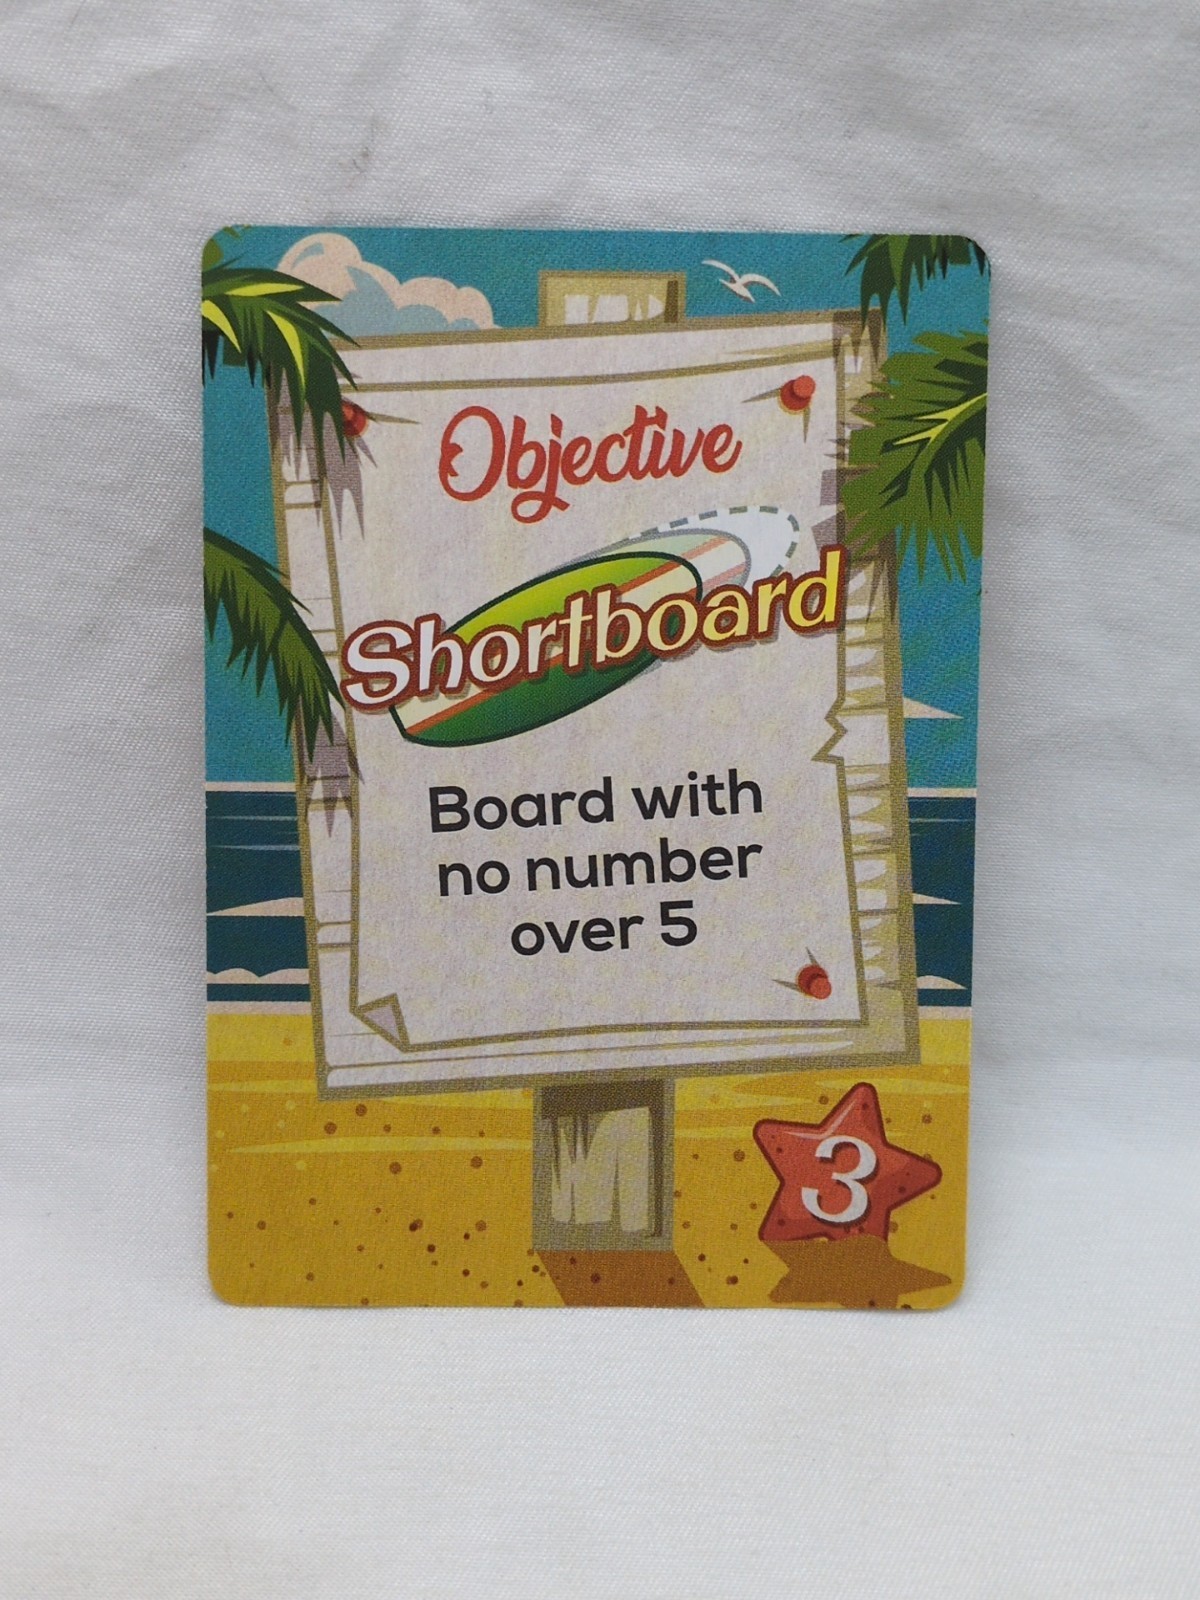 Objective
Shortboard
Board with
no number
over 5
3